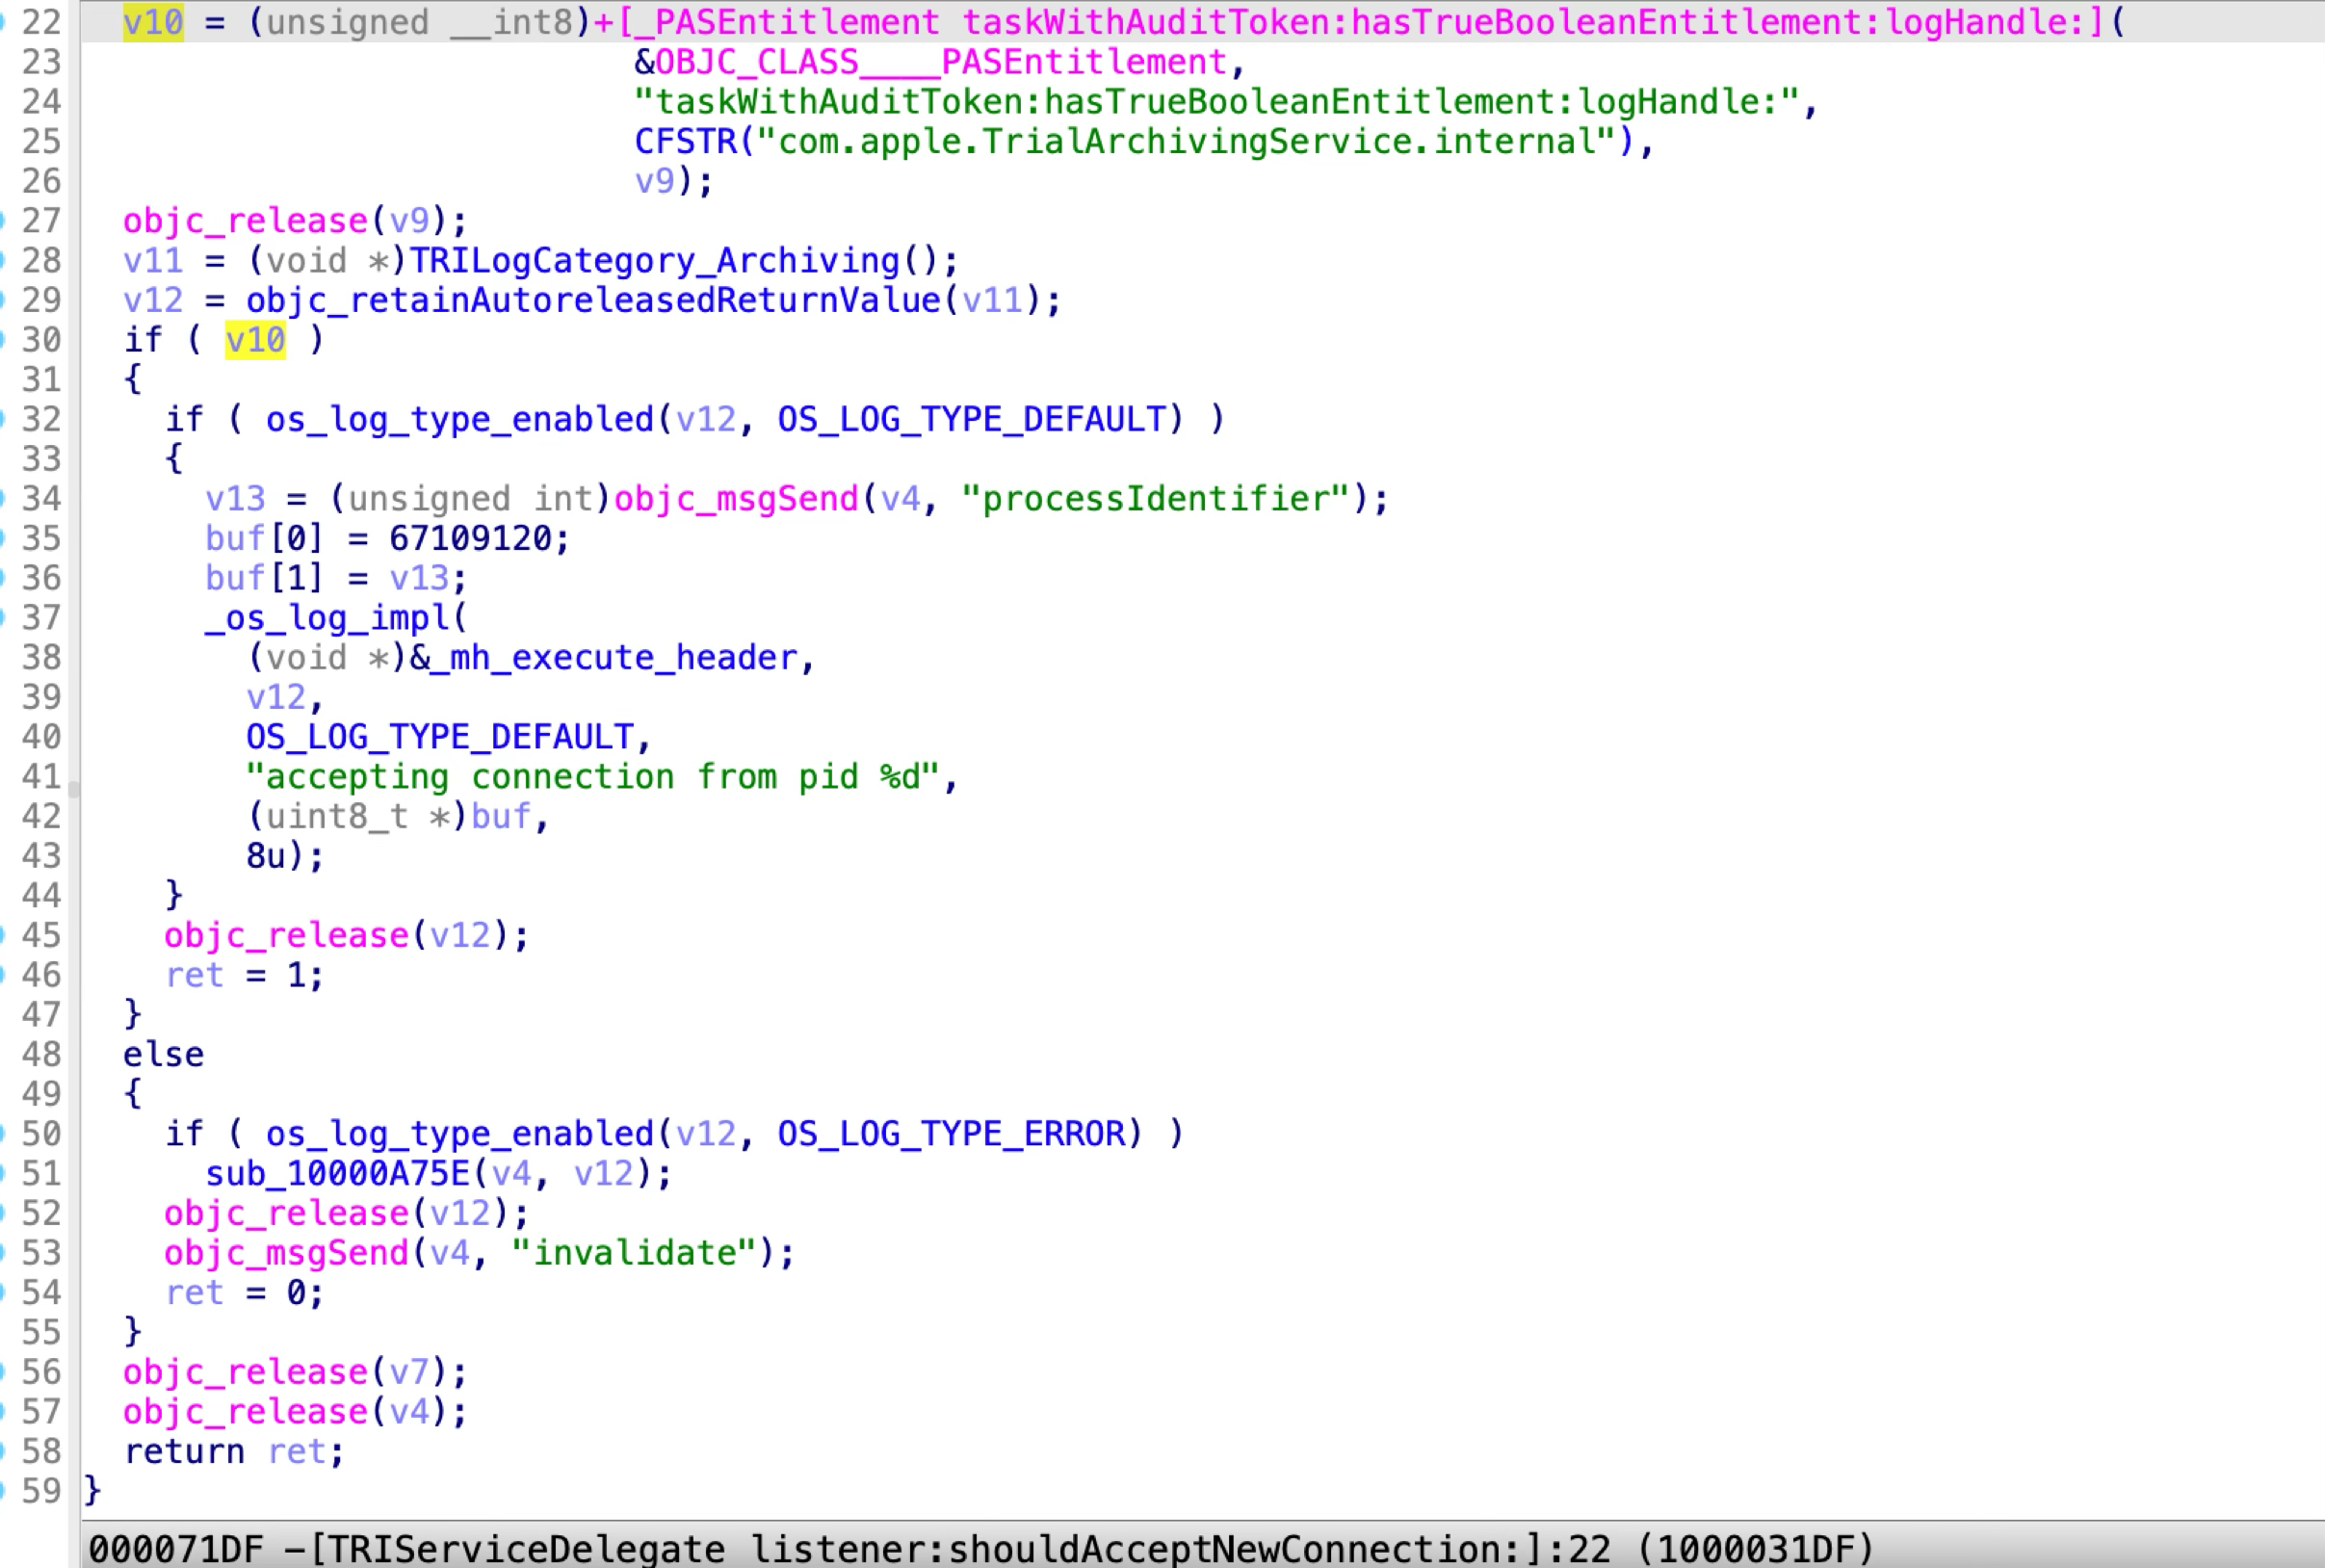 22 v10 = (unsigned __int8)+[_PASEntitlement taskWithAuditToken:hasTrueBooleanEntitlement:logHandle:](
23 &OBJC_CLASS____PASEntitlement,
24 "taskWithAuditToken:hasTrueBooleanEntitlement:logHandle:",
25 CFSTR("com.apple.TrialArchivingService.internal"),
26 v9);
27 objc_release(v9);
28 v11 = (void *)TRILogCategory_Archiving();
29 v12 = objc_retainAutoreleasedReturnValue(v11);
30 if ( v10 )
31 {
32 if ( os_log_type_enabled(v12, OS_LOG_TYPE_DEFAULT) )
33 {
34 v13 = (unsigned int)objc_msgSend(v4, "processIdentifier");
35 buf[0] = 67109120;
36 buf[1] = v13;
37 _os_log_impl(
38 (void *)&_mh_execute_header,
39 v12,
40 OS_LOG_TYPE_DEFAULT,
41 "accepting connection from pid %d",
42 (uint8_t *)buf,
43 8u);
44 }
45 objc_release(v12);
46 ret = 1;
47 }
48 else
49 {
50 if ( os_log_type_enabled(v12, OS_LOG_TYPE_ERROR) )
51 sub_10000A75E(v4, v12);
52 objc_release(v12);
53 objc_msgSend(v4, "invalidate");
54 ret = 0;
55 }
56 objc_release(v7);
57 objc_release(v4);
58 return ret;
59 }
000071DF -[TRIServiceDelegate listener:shouldAcceptNewConnection:]:22 (1000031DF)